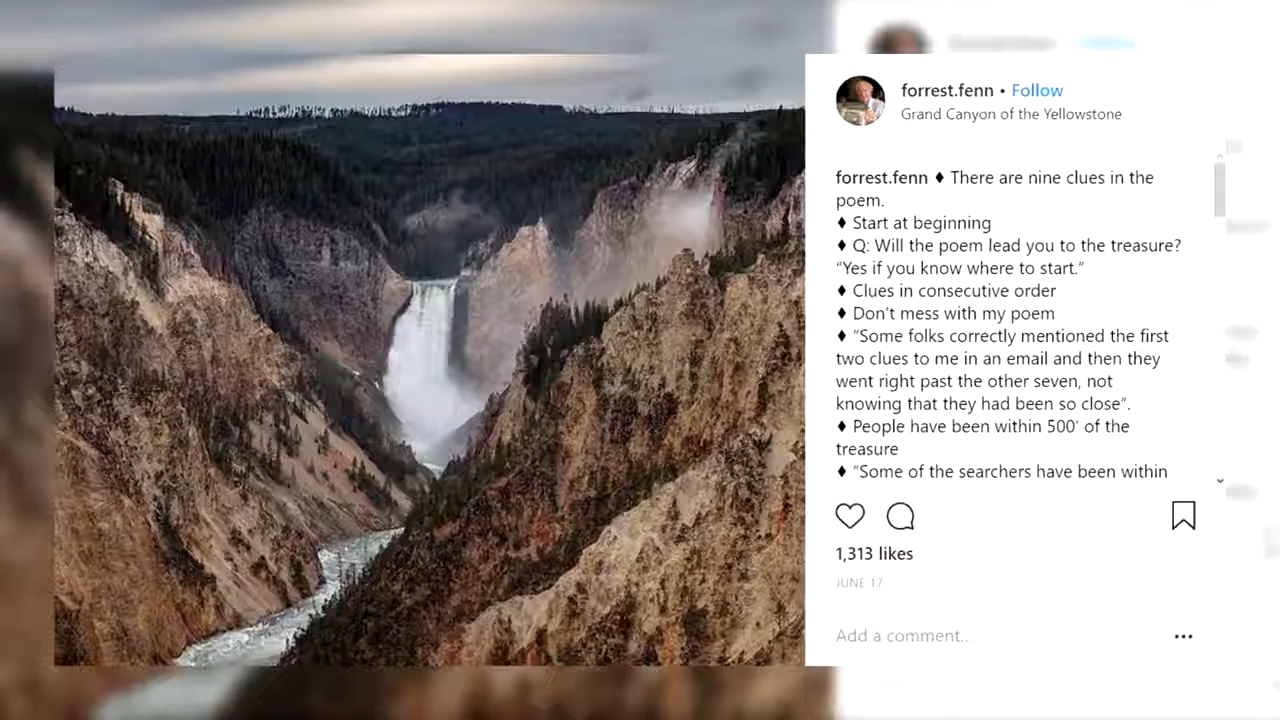 forrest.fenn • Follow
Grand Canyon of the Yellowstone
forrest.fenn ♦ There are nine clues in the
poem.
♦ Start at beginning
♦ Q: Will the poem lead you to the treasure?
“Yes if you know where to start.”
♦ Clues in consecutive order
♦ Don't mess with my poem
♦ “Some folks correctly mentioned the first
two clues to me in an email and then they
went right past the other seven, not
knowing that they had been so close”.
♦ People have been within 500' of the
treasure
♦ “Some of the searchers have been within
1,313 likes
JUNE 17
Add a comment...